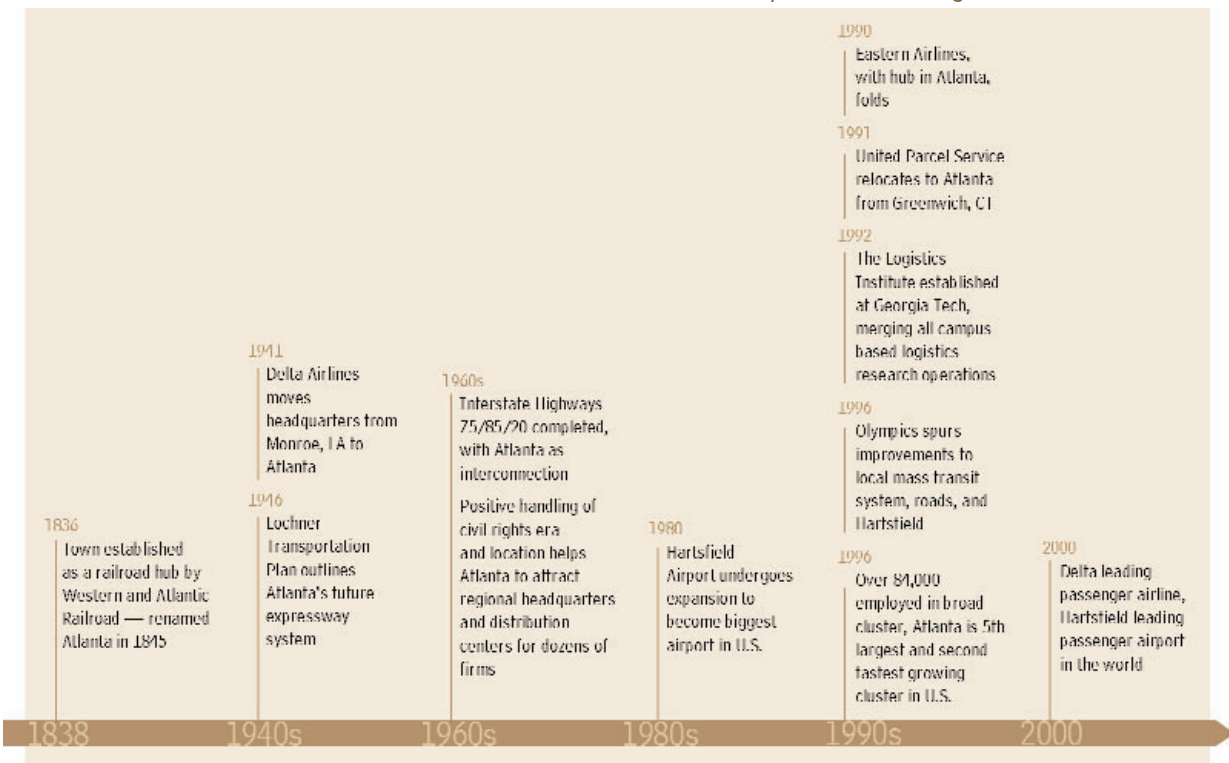 1990
Eastern Airlines,
with hub in Atlanta,
folds
1991
United Parcel Service
relocates to Atlanta
from Greenwich, CT
1992
The Logistics
Institute established
at Georgia Tech,
merging all campus
based logistics
research operations
1941
Delta Airlines
moves
headquarters from
Monroe, LA to
Atlanta
1960s
Interstate Highways
75/85/20 completed,
with Atlanta as
interconnection
1996
Olympics spurs
improvements to
local mass transit
system, roads, and
Hartsfield
1946
Lochner
Transportation
Plan outlines
Atlanta's future
expressway
system
Positive handling of
civil rights era
and location helps
Atlanta to attract
regional headquarters
and distribution
centers for dozens of
firms
1836
Town established
as a railroad hub by
Western and Atlantic
Railroad — renamed
Atlanta in 1845
1980
Hartsfield
Airport undergoes
expansion to
become biggest
airport in U.S.
1996
Over 84,000
employed in broad
cluster, Atlanta is 5th
largest and second
fastest growing
cluster in U.S.
2000
Delta leading
passenger airline,
Hartsfield leading
passenger airport
in the world
1838 1940s 1960s 1980s 1990s 2000